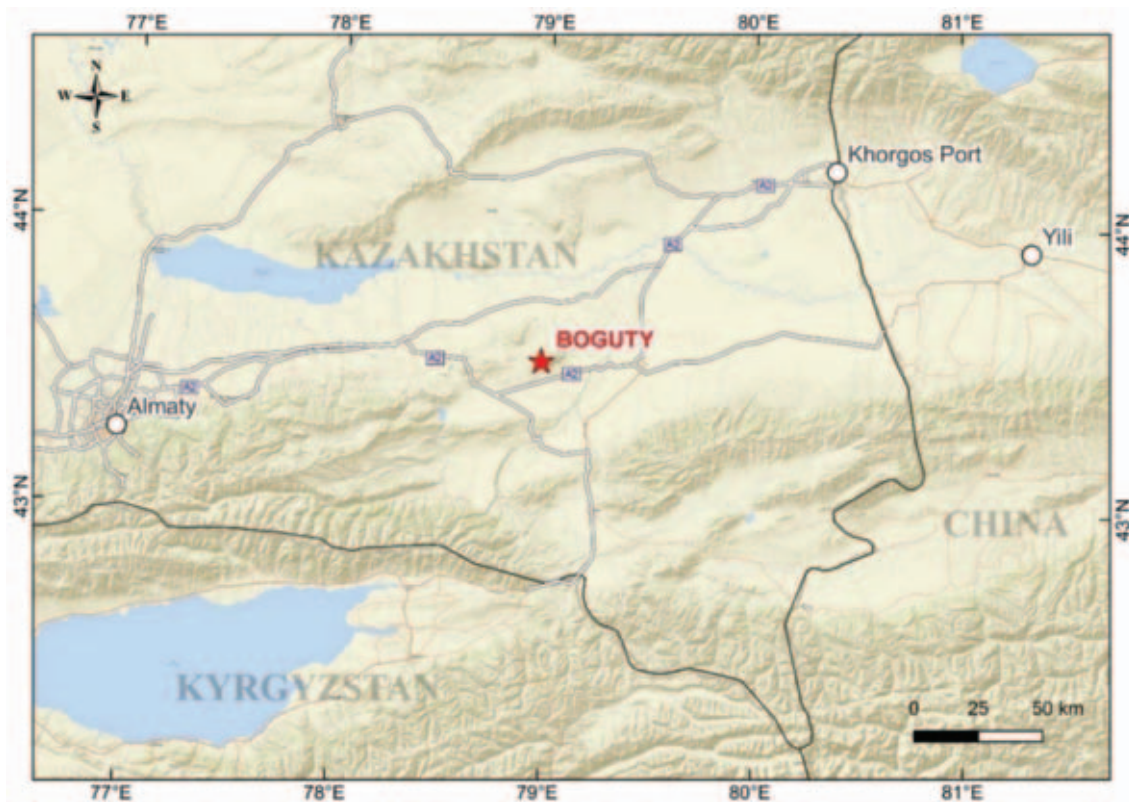 77°E 78°E 79°E 80°E 81°E
N
W E
S
Khorgos Port
A2
44°N
44°N
Yili
KAZAKHSTAN
A2
BOGUTY
A2
A2
A2
Almaty
43°N
43°N
CHINA
KYRGYZSTAN
0 25 50 km
77°E 78°E 79°E 80°E 81°E